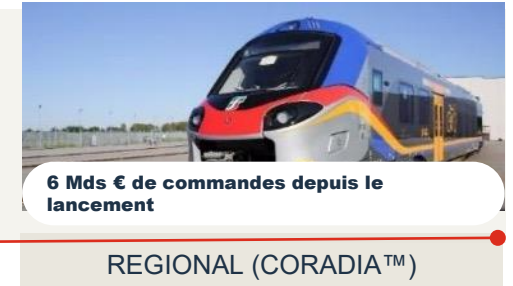 6 Mds € de commandes depuis le
lancement
REGIONAL (CORADIA™)